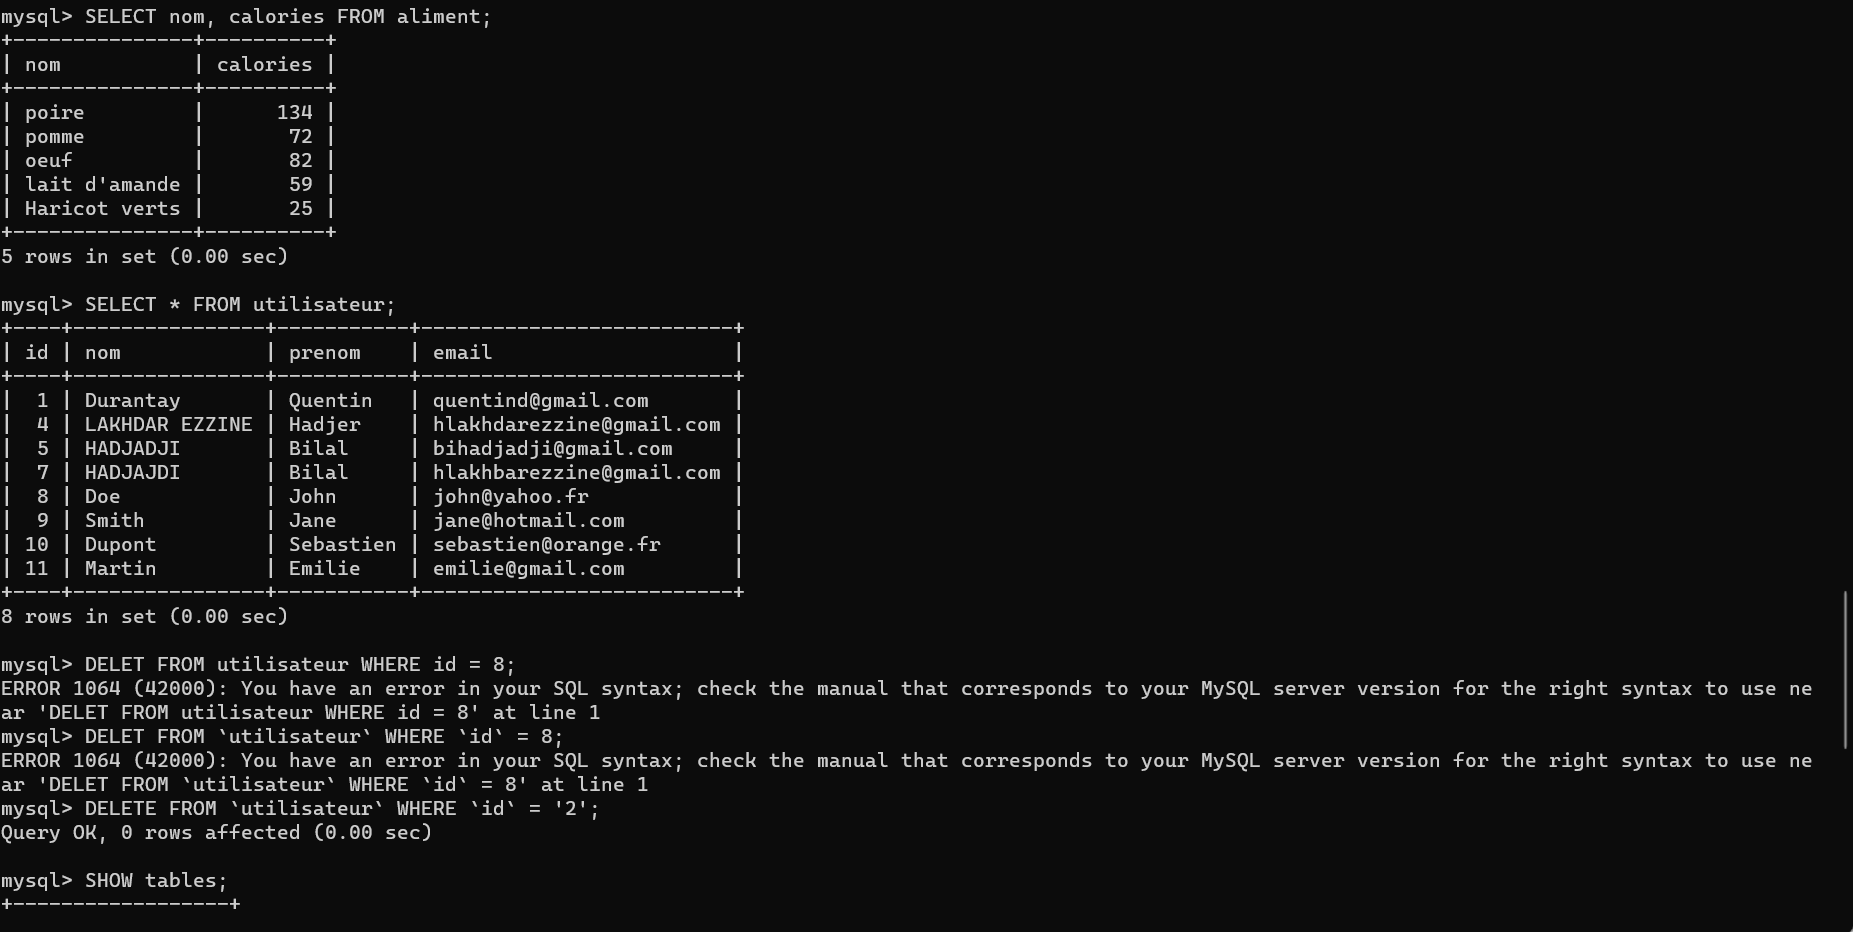 mysql> SELECT nom, calories FROM aliment;
+---------------+----------+
| nom           | calories |
+---------------+----------+
| poire         |      134 |
| pomme         |       72 |
| oeuf          |       82 |
| lait d'amande |       59 |
| Haricot verts |       25 |
+---------------+----------+
5 rows in set (0.00 sec)

mysql> SELECT * FROM utilisateur;
+----+----------------+-----------+--------------------------+
| id | nom            | prenom    | email                    |
+----+----------------+-----------+--------------------------+
|  1 | Durantay       | Quentin   | quentind@gmail.com       |
|  4 | LAKHDAR EZZINE | Hadjer    | hlakhdarezzine@gmail.com |
|  5 | HADJADJI       | Bilal     | bihadjadji@gmail.com     |
|  7 | HADJAJDI       | Bilal     | hlakhbarezzine@gmail.com |
|  8 | Doe            | John      | john@yahoo.fr            |
|  9 | Smith          | Jane      | jane@hotmail.com         |
| 10 | Dupont         | Sebastien | sebastien@orange.fr      |
| 11 | Martin         | Emilie    | emilie@gmail.com         |
+----+----------------+-----------+--------------------------+
8 rows in set (0.00 sec)

mysql> DELET FROM utilisateur WHERE id = 8;
ERROR 1064 (42000): You have an error in your SQL syntax; check the manual that corresponds to your MySQL server version for the right syntax to use ne
ar 'DELET FROM utilisateur WHERE id = 8' at line 1
mysql> DELET FROM `utilisateur` WHERE `id` = 8;
ERROR 1064 (42000): You have an error in your SQL syntax; check the manual that corresponds to your MySQL server version for the right syntax to use ne
ar 'DELET FROM `utilisateur` WHERE `id` = 8' at line 1
mysql> DELETE FROM `utilisateur` WHERE `id` = '2';
Query OK, 0 rows affected (0.00 sec)

mysql> SHOW tables;
+------------------+